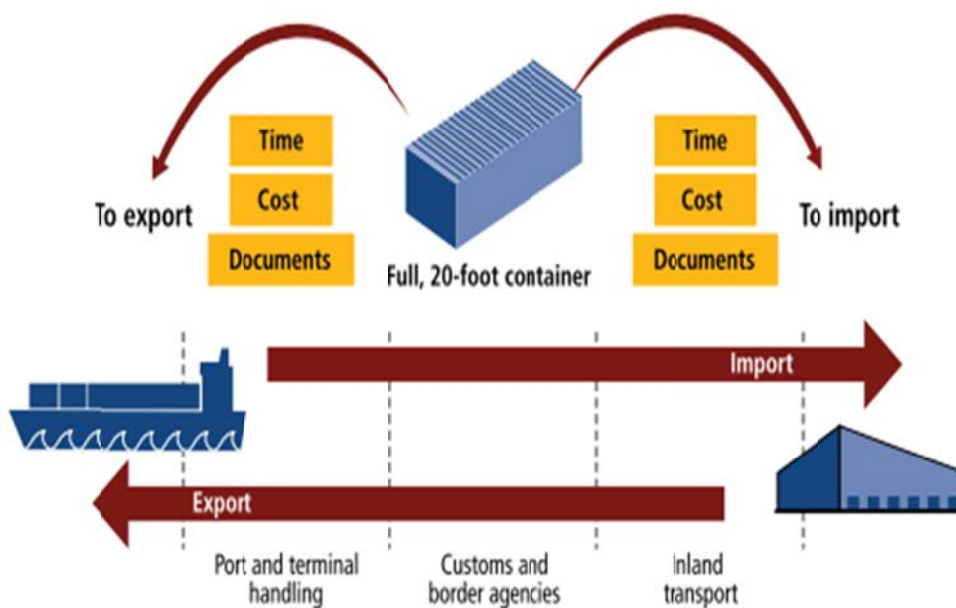 Time
Time
Cost
Cost
To export
To import
Documents
Documents
Full, 20-foot container
Import
Export
Port and terminal
handling
Customs and
border agencies
Inland
transport